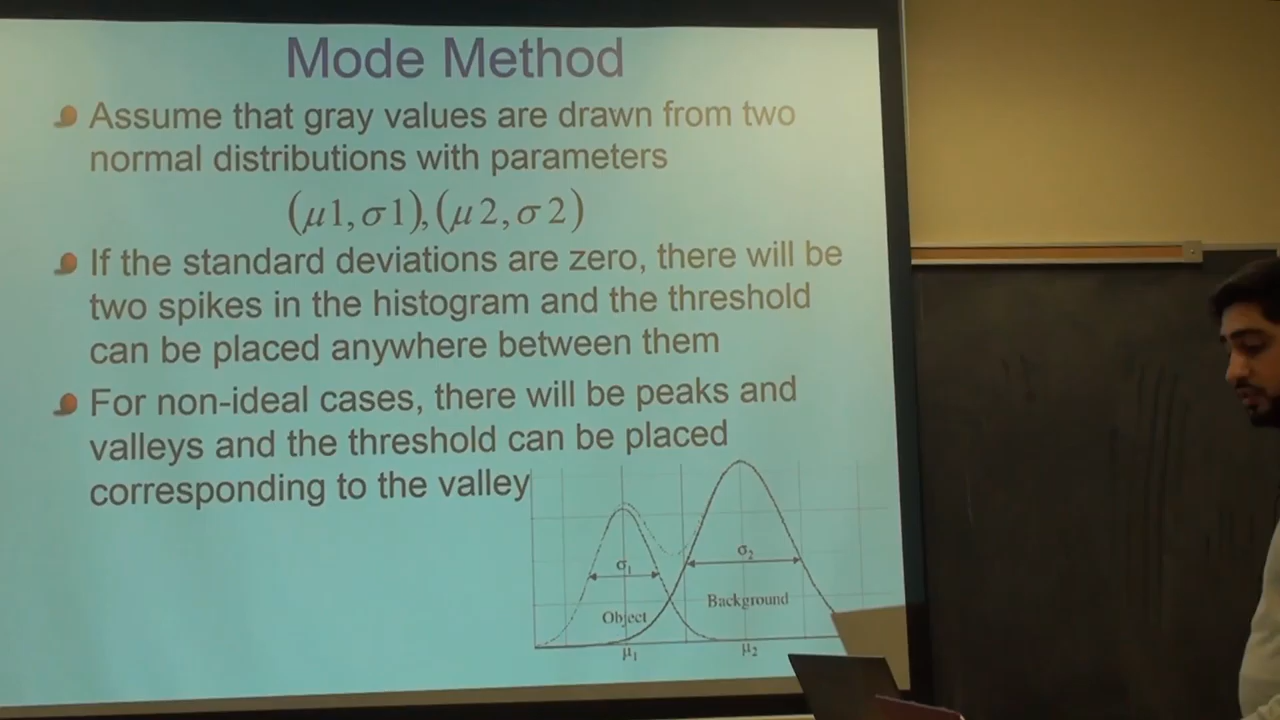 Mode Method
Assume that gray values are drawn from two
normal distributions with parameters
(μ1,σ1),(μ2,σ2)
If the standard deviations are zero, there will be
two spikes in the histogram and the threshold
can be placed anywhere between them
For non-ideal cases, there will be peaks and
valleys and the threshold can be placed
corresponding to the valley
σ₁
σ₂
Object
Background
μ₁
μ₂